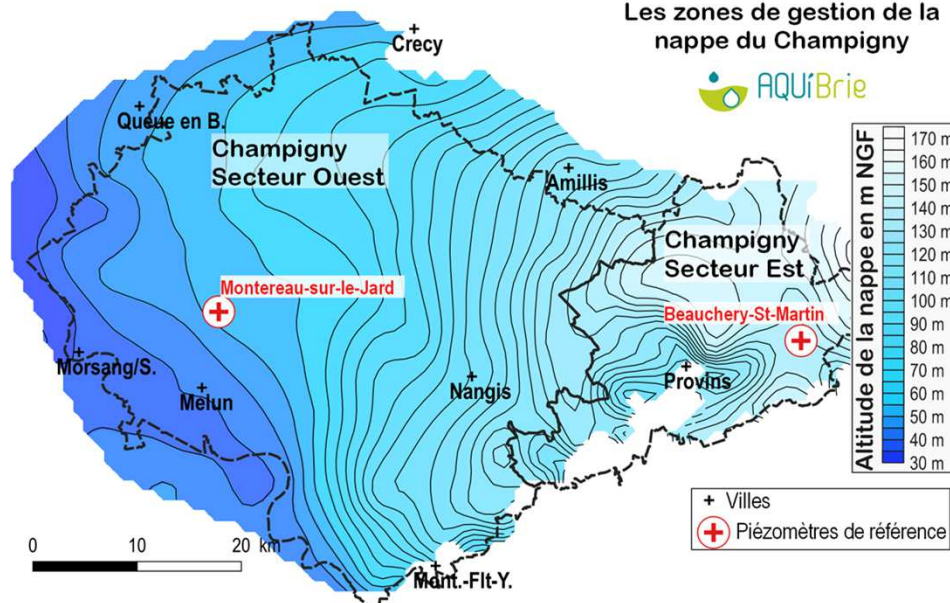 Les zones de gestion de la
nappe du Champigny
AQUiBrie
Crecy
Queue en B.
Champigny
Secteur Ouest
Amillis
Champigny
Secteur Est
Montereau-sur-le-Jard
Beauchery-St-Martin
Morsang/S.
Melun
Nangis
Provins
Mont.-Flt-Y.
Altitude de la nappe en m NGF
170 m
160 m
150 m
140 m
130 m
120 m
110 m
100 m
90 m
80 m
70 m
60 m
50 m
40 m
30 m
Villes
Piézomètres de référence
0 10 20 km